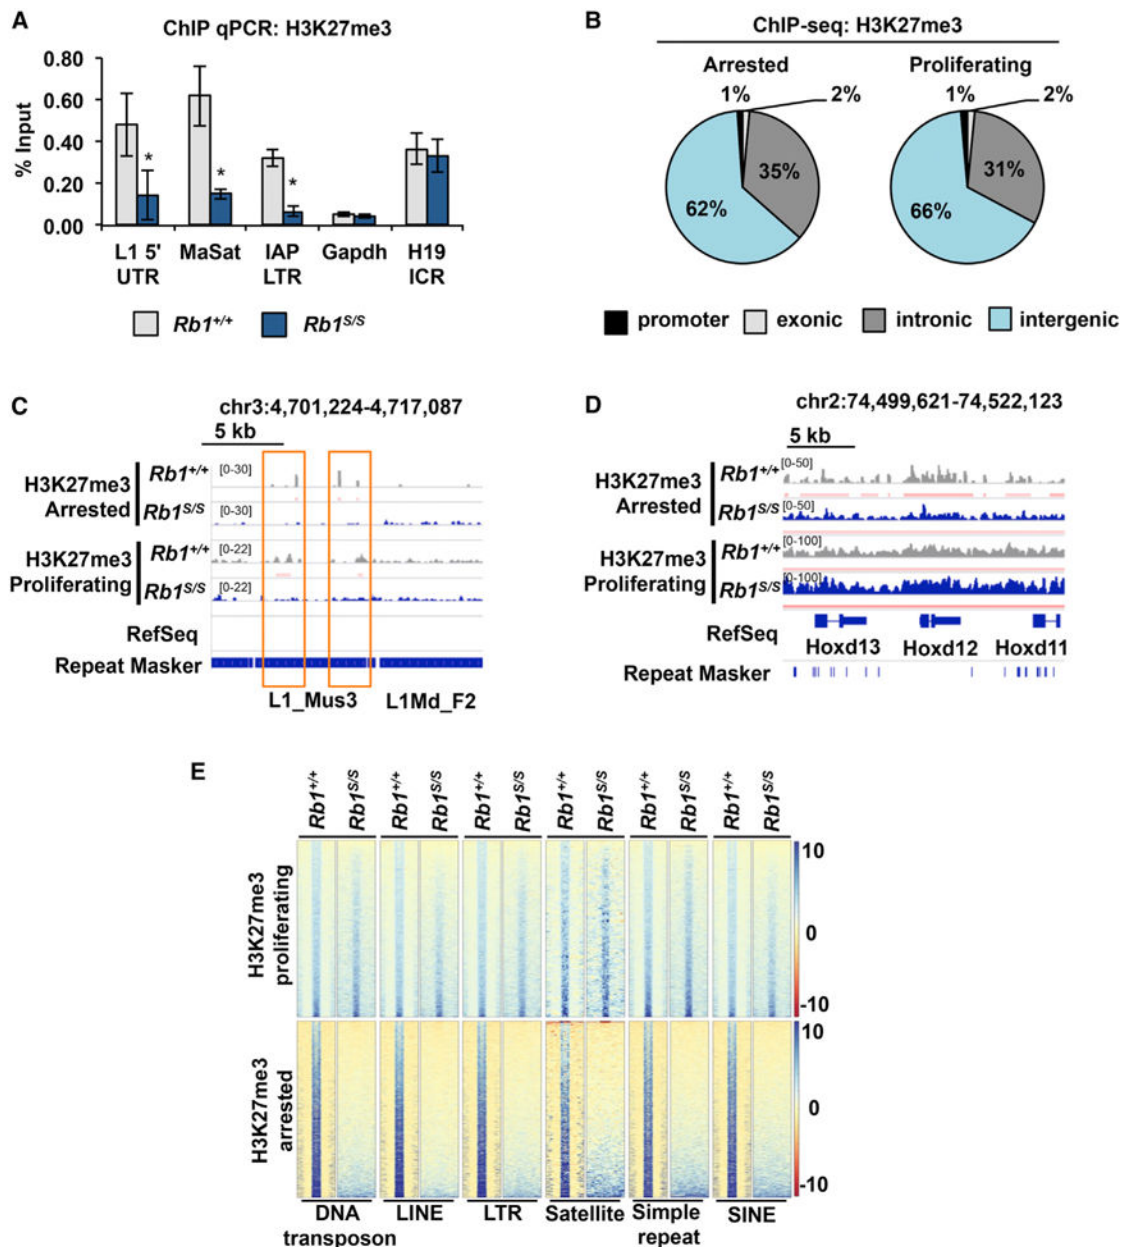 A
ChIP qPCR: H3K27me3
% Input
0.80
0.60
0.40
0.20
0.00
*
*
*
L1 5'
UTR
MaSat
IAP
LTR
Gapdh
H19
ICR
Rb1+/+
Rb1S/S
B
ChIP-seq: H3K27me3
Arrested
Proliferating
1%
2%
35%
62%
1%
2%
31%
66%
promoter
exonic
intronic
intergenic
C
chr3:4,701,224-4,717,087
5 kb
H3K27me3
Arrested
Rb1+/+
[0-30]
Rb1S/S
[0-30]
H3K27me3
Proliferating
Rb1+/+
[0-22]
Rb1S/S
[0-22]
RefSeq
Repeat Masker
L1_Mus3
L1Md_F2
D
chr2:74,499,621-74,522,123
5 kb
H3K27me3
Arrested
Rb1+/+
[0-50]
Rb1S/S
[0-50]
H3K27me3
Proliferating
Rb1+/+
[0-100]
Rb1S/S
[0-100]
RefSeq
Hoxd13
Hoxd12
Hoxd11
Repeat Masker
E
Rb1+/+
Rb1S/S
Rb1+/+
Rb1S/S
Rb1+/+
Rb1S/S
Rb1+/+
Rb1S/S
Rb1+/+
Rb1S/S
Rb1+/+
Rb1S/S
H3K27me3
proliferating
10
0
-10
H3K27me3
arrested
10
0
-10
DNA
transposon
LINE
LTR
Satellite
Simple
repeat
SINE